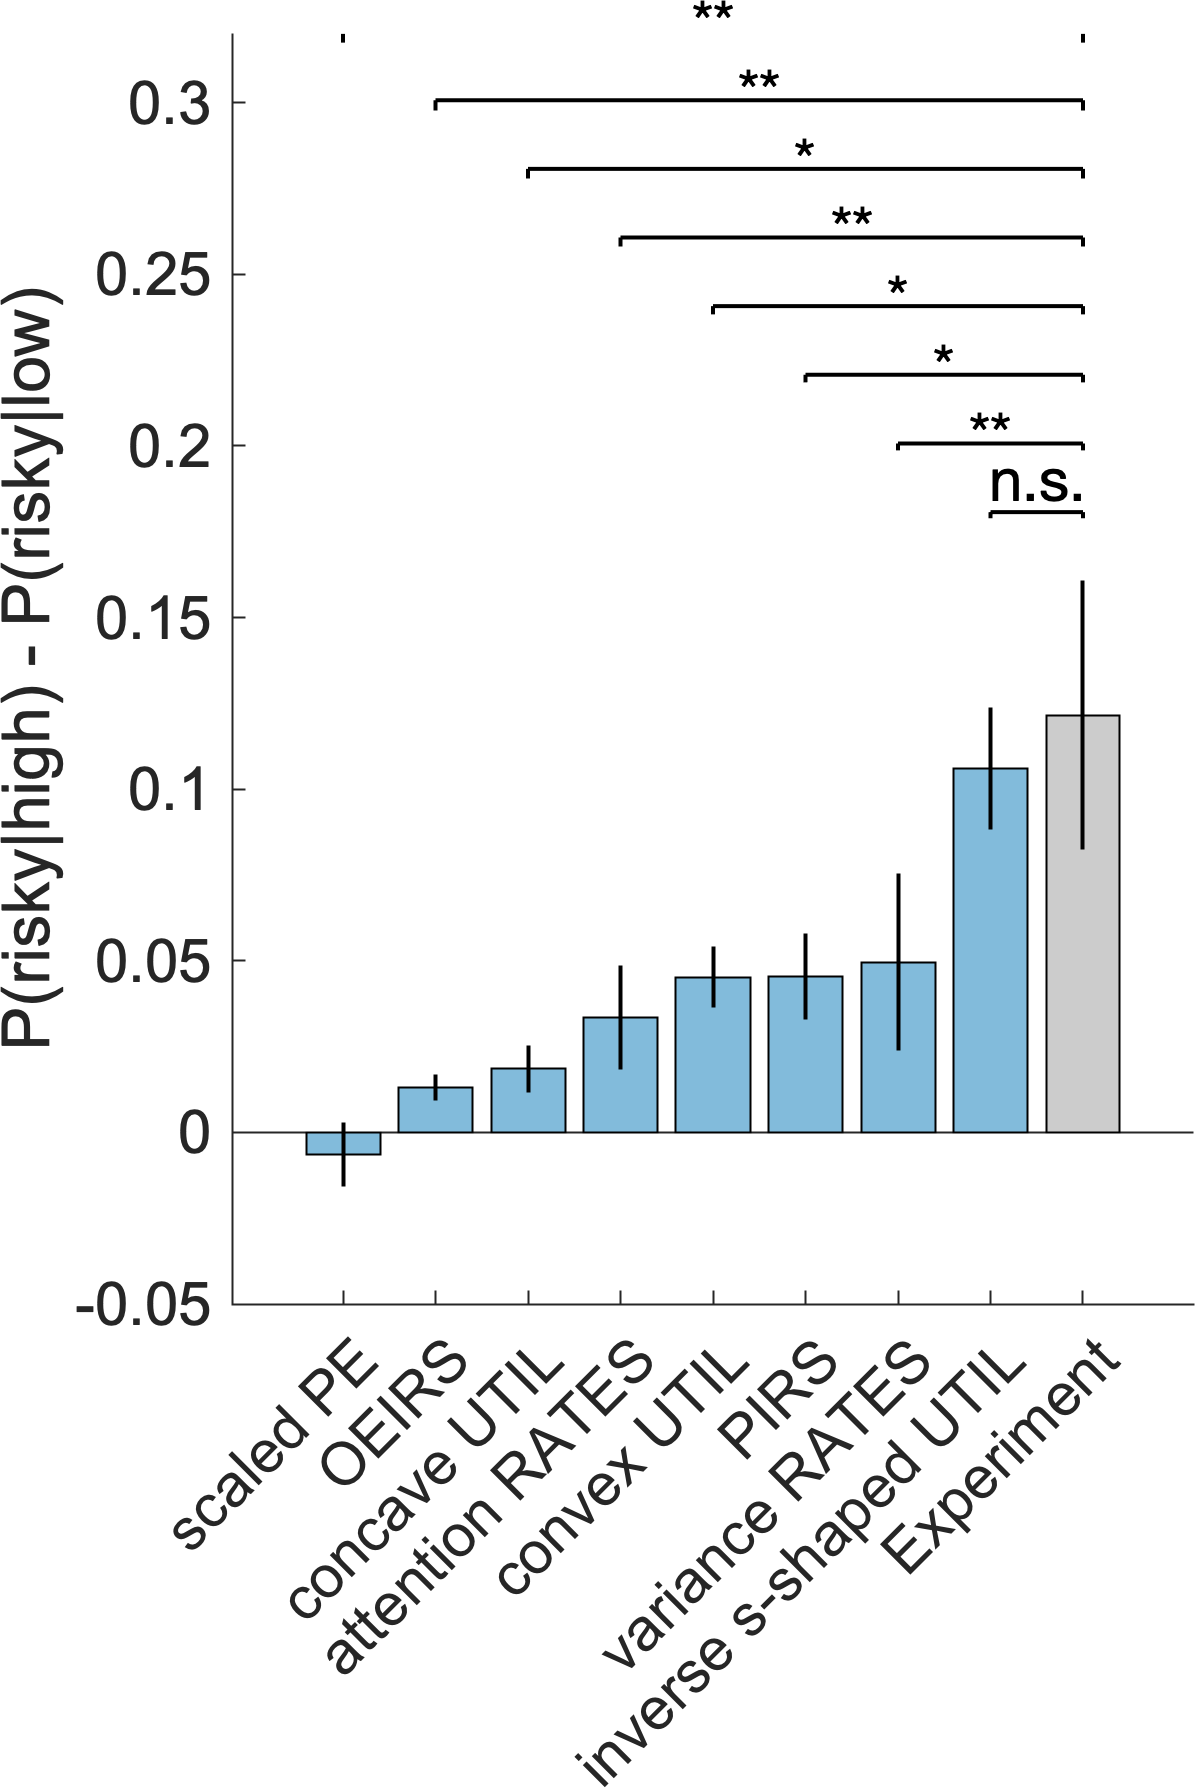 **
**
*
**
*
*
**
n.s.
0.3
0.25
0.2
0.15
0.1
0.05
0
-0.05
P(risky|high) - P(risky|low)
scaled PE
OEIRS
concave UTIL
attention RATES
convex UTIL
PIRS
variance RATES
inverse s-shaped UTIL
Experiment